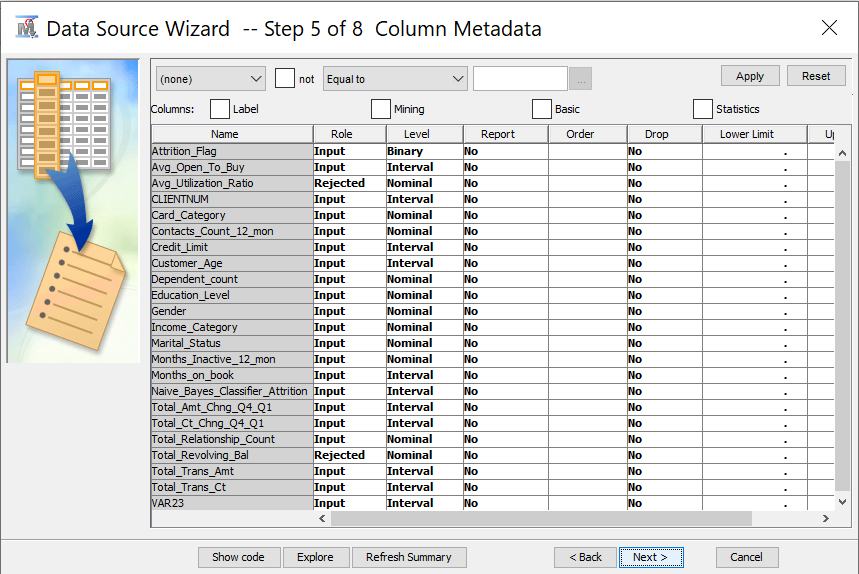 Data Source Wizard -- Step 5 of 8 Column Metadata
(none) not Equal to ... Apply Reset
Columns: Label Mining Basic Statistics
Name Role Level Report Order Drop Lower Limit Up
Attrition_Flag Input Binary No No .
Avg_Open_To_Buy Input Interval No No .
Avg_Utilization_Ratio Rejected Nominal No No .
CLIENTNUM Input Interval No No .
Card_Category Input Nominal No No .
Contacts_Count_12_mon Input Nominal No No .
Credit_Limit Input Interval No No .
Customer_Age Input Interval No No .
Dependent_count Input Nominal No No .
Education_Level Input Nominal No No .
Gender Input Nominal No No .
Income_Category Input Nominal No No .
Marital_Status Input Nominal No No .
Months_Inactive_12_mon Input Nominal No No .
Months_on_book Input Interval No No .
Naive_Bayes_Classifier_Attrition Input Interval No No .
Total_Amt_Chng_Q4_Q1 Input Interval No No .
Total_Ct_Chng_Q4_Q1 Input Interval No No .
Total_Relationship_Count Input Nominal No No .
Total_Revolving_Bal Rejected Nominal No No .
Total_Trans_Amt Input Interval No No .
Total_Trans_Ct Input Interval No No .
VAR23 Input Interval No No .
Show code Explore Refresh Summary < Back Next > Cancel